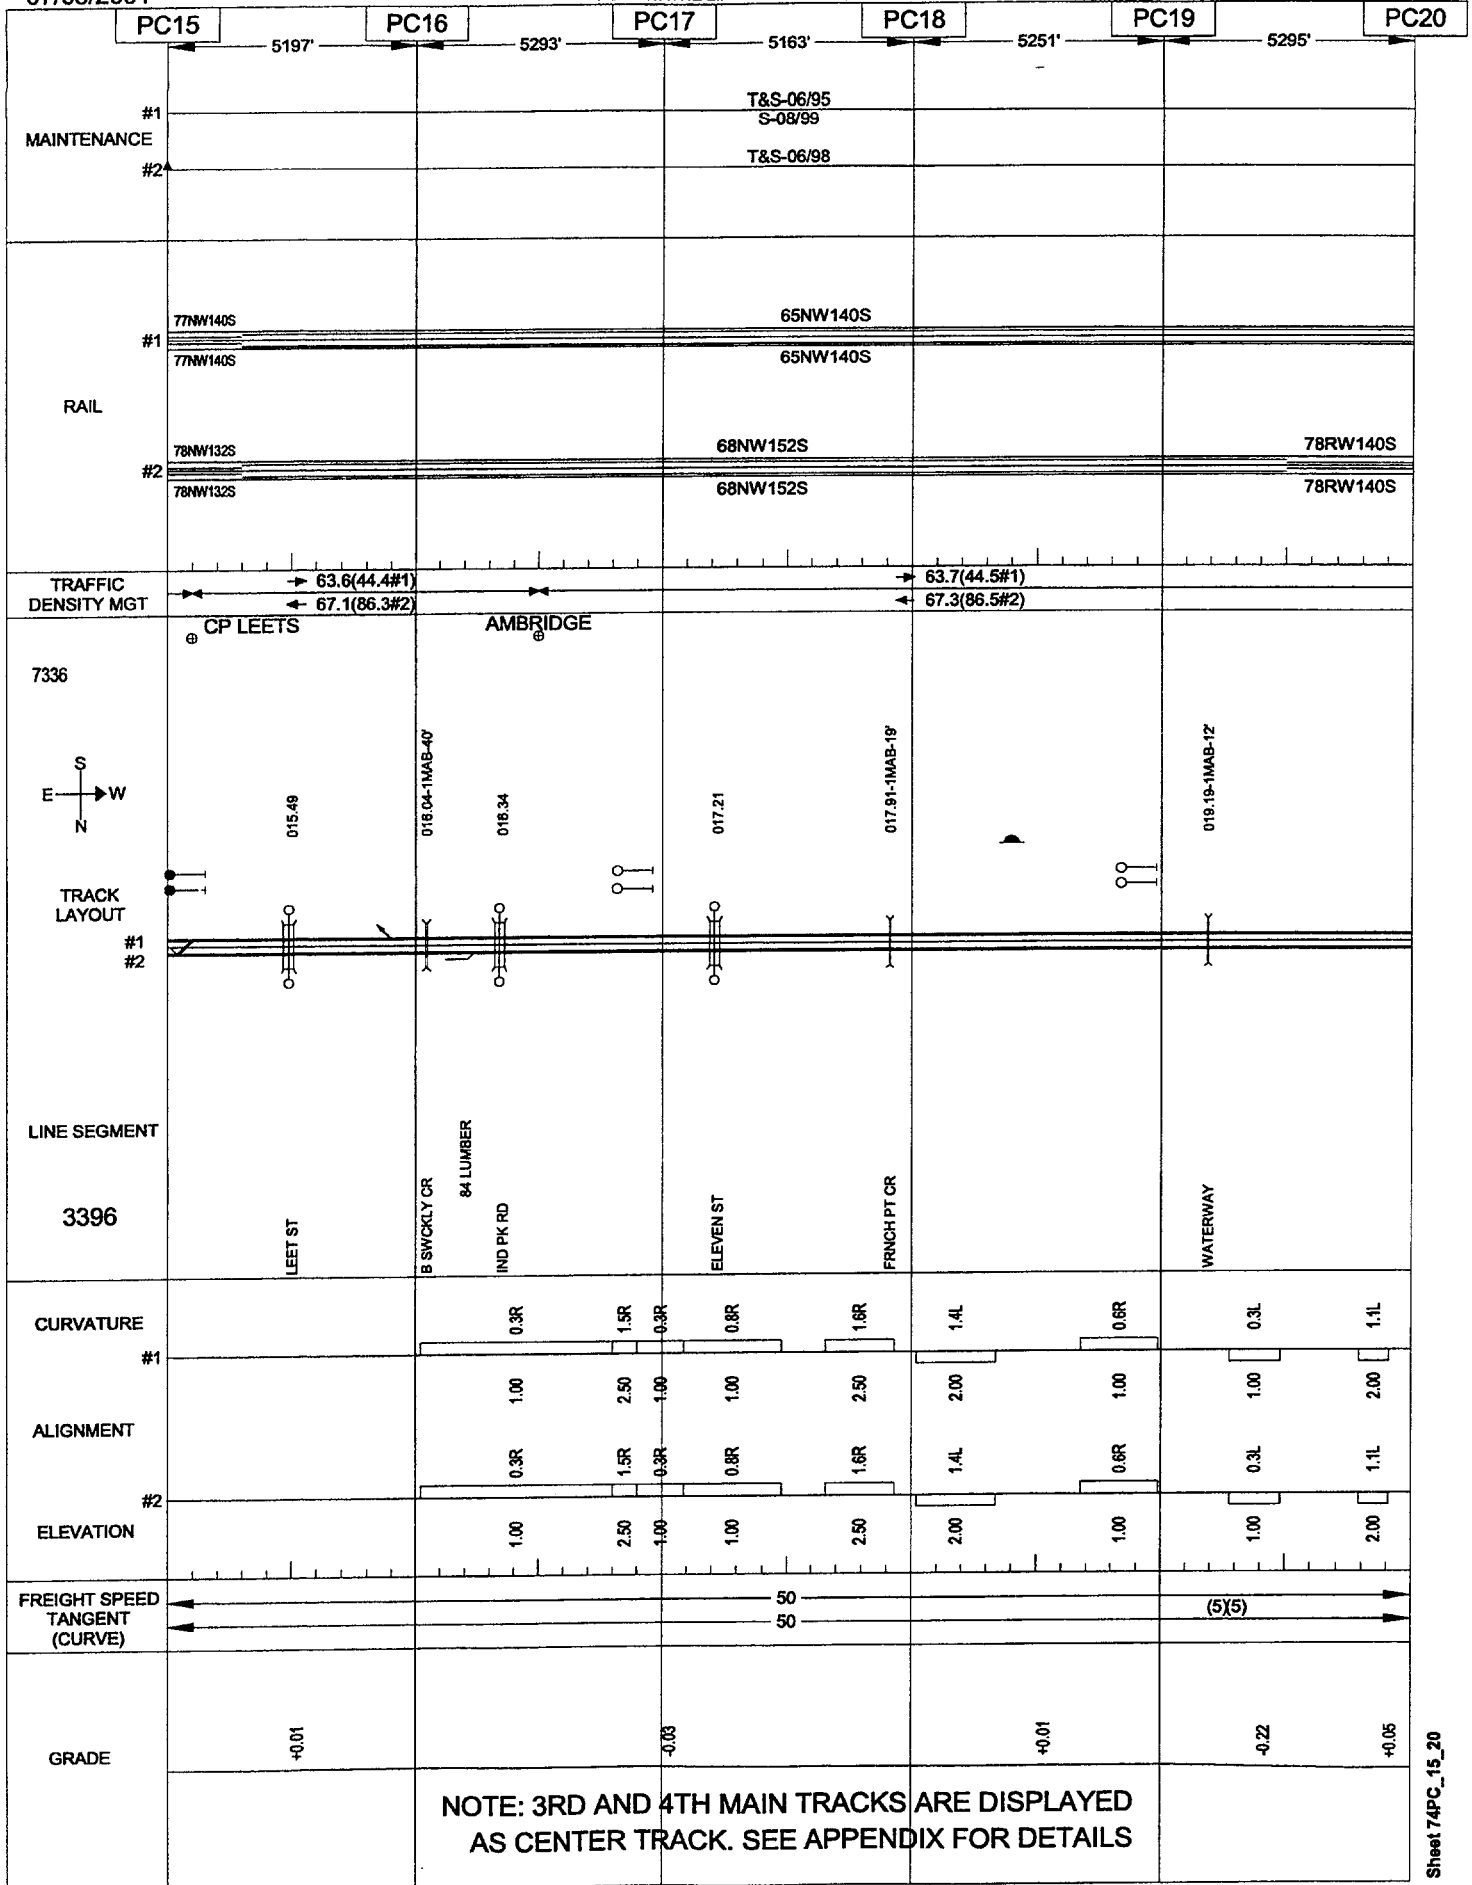 PC15 PC16 PC17 PC18 PC19 PC20
5197' 5293' 5163' 5251' 5295'
MAINTENANCE
#1 T&S-06/95
S-08/99
#2 T&S-06/98
RAIL
77NW140S 65NW140S
#1
77NW140S 65NW140S
78NW132S 68NW152S 78RW140S
#2
78NW132S 68NW152S 78RW140S
TRAFFIC
DENSITY MGT
63.6(44.4#1) 63.7(44.5#1)
67.1(86.3#2) 67.3(86.5#2)
CP LEETS AMBRIDGE
7336
S
E W
N
015.49
016.04-1MAB-40'
016.34
017.21
017.91-1MAB-19'
019.19-1MAB-12'
TRACK
LAYOUT
#1
#2
LINE SEGMENT
3396
LEET ST
B SWCKLY CR
84 LUMBER
IND PK RD
ELEVEN ST
FRNCH PT CR
WATERWAY
CURVATURE
0.3R 1.5R 0.3R 0.8R 1.6R 1.4L 0.6R 0.3L 1.1L
#1
1.00 2.50 1.00 1.00 2.50 2.00 1.00 1.00 2.00
ALIGNMENT
0.3R 1.5R 0.3R 0.8R 1.6R 1.4L 0.6R 0.3L 1.1L
#2
ELEVATION
1.00 2.50 1.00 1.00 2.50 2.00 1.00 1.00 2.00
FREIGHT SPEED
TANGENT
(CURVE)
50
50
(5)(5)
GRADE
+0.01 -0.03 +0.01 -0.22 +0.05
NOTE: 3RD AND 4TH MAIN TRACKS ARE DISPLAYED
AS CENTER TRACK. SEE APPENDIX FOR DETAILS
Sheet 74PC_15_20